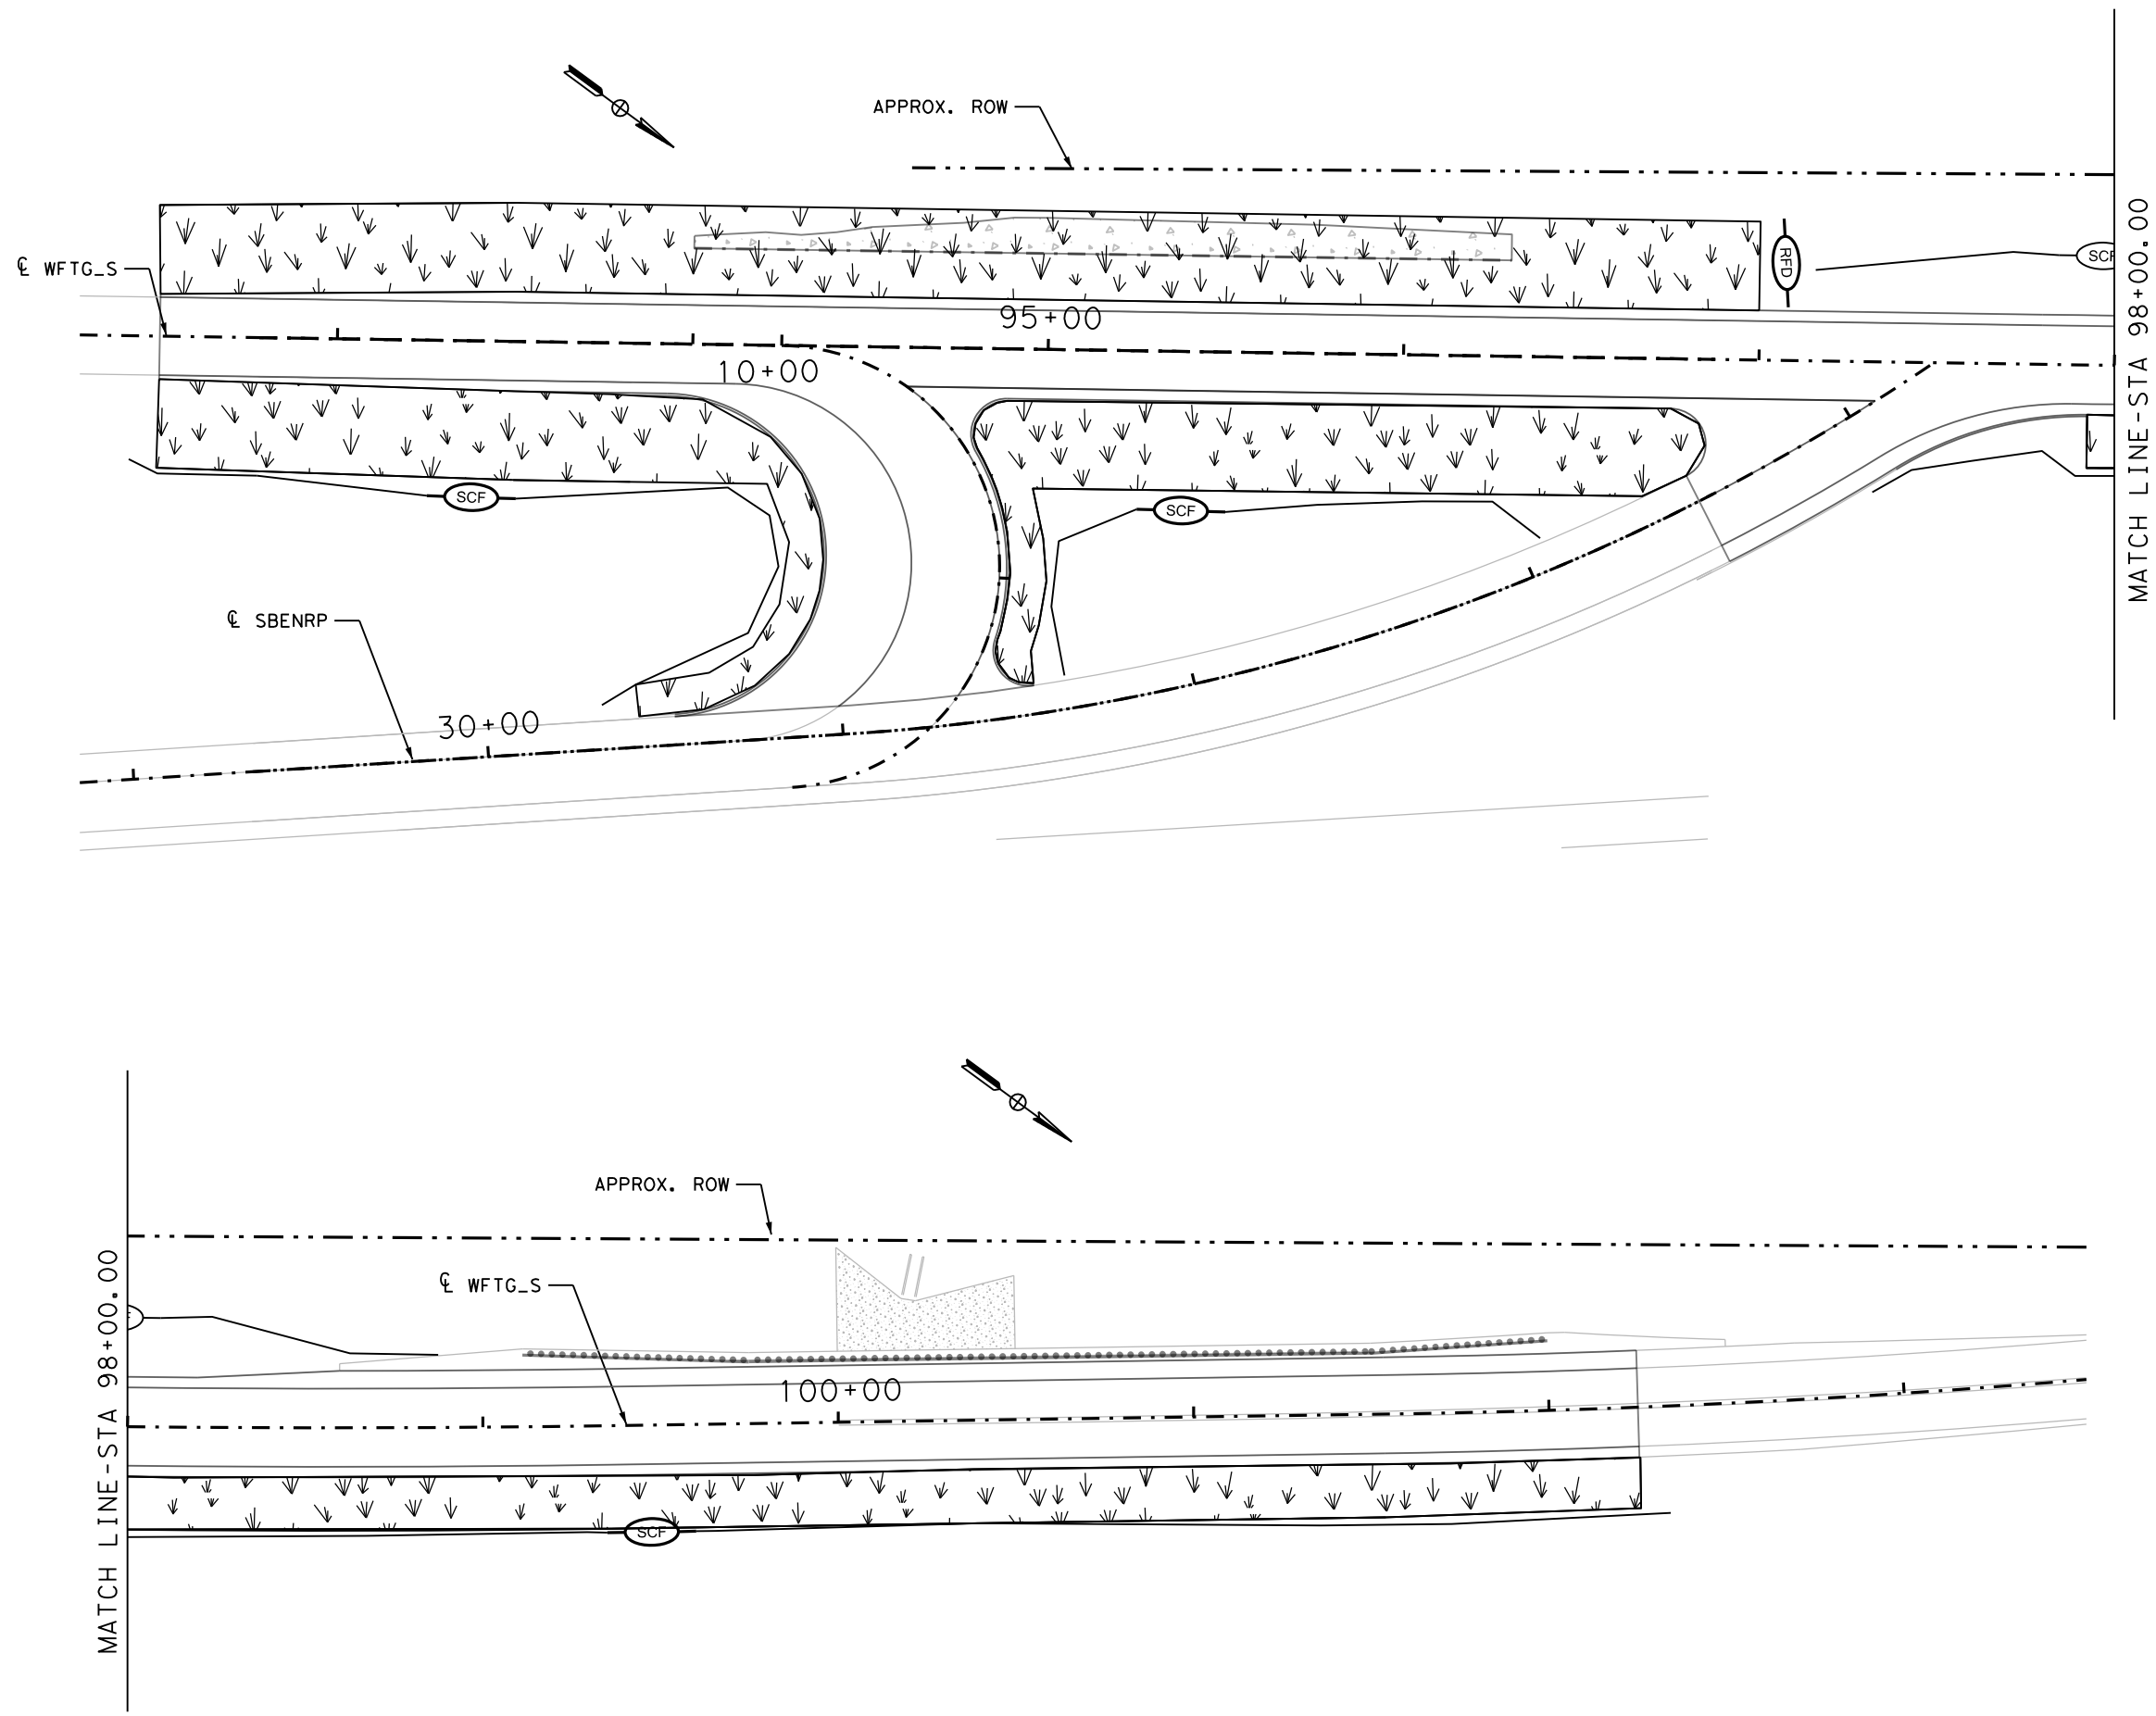 APPROX. ROW
℄ WFTG_S
SCF
RFD
95+00
10+00
SCF
SCF
℄ SBENRP
30+00
MATCH LINE-STA 98+00.00
APPROX. ROW
℄ WFTG_S
100+00
SCF
MATCH LINE-STA 98+00.00